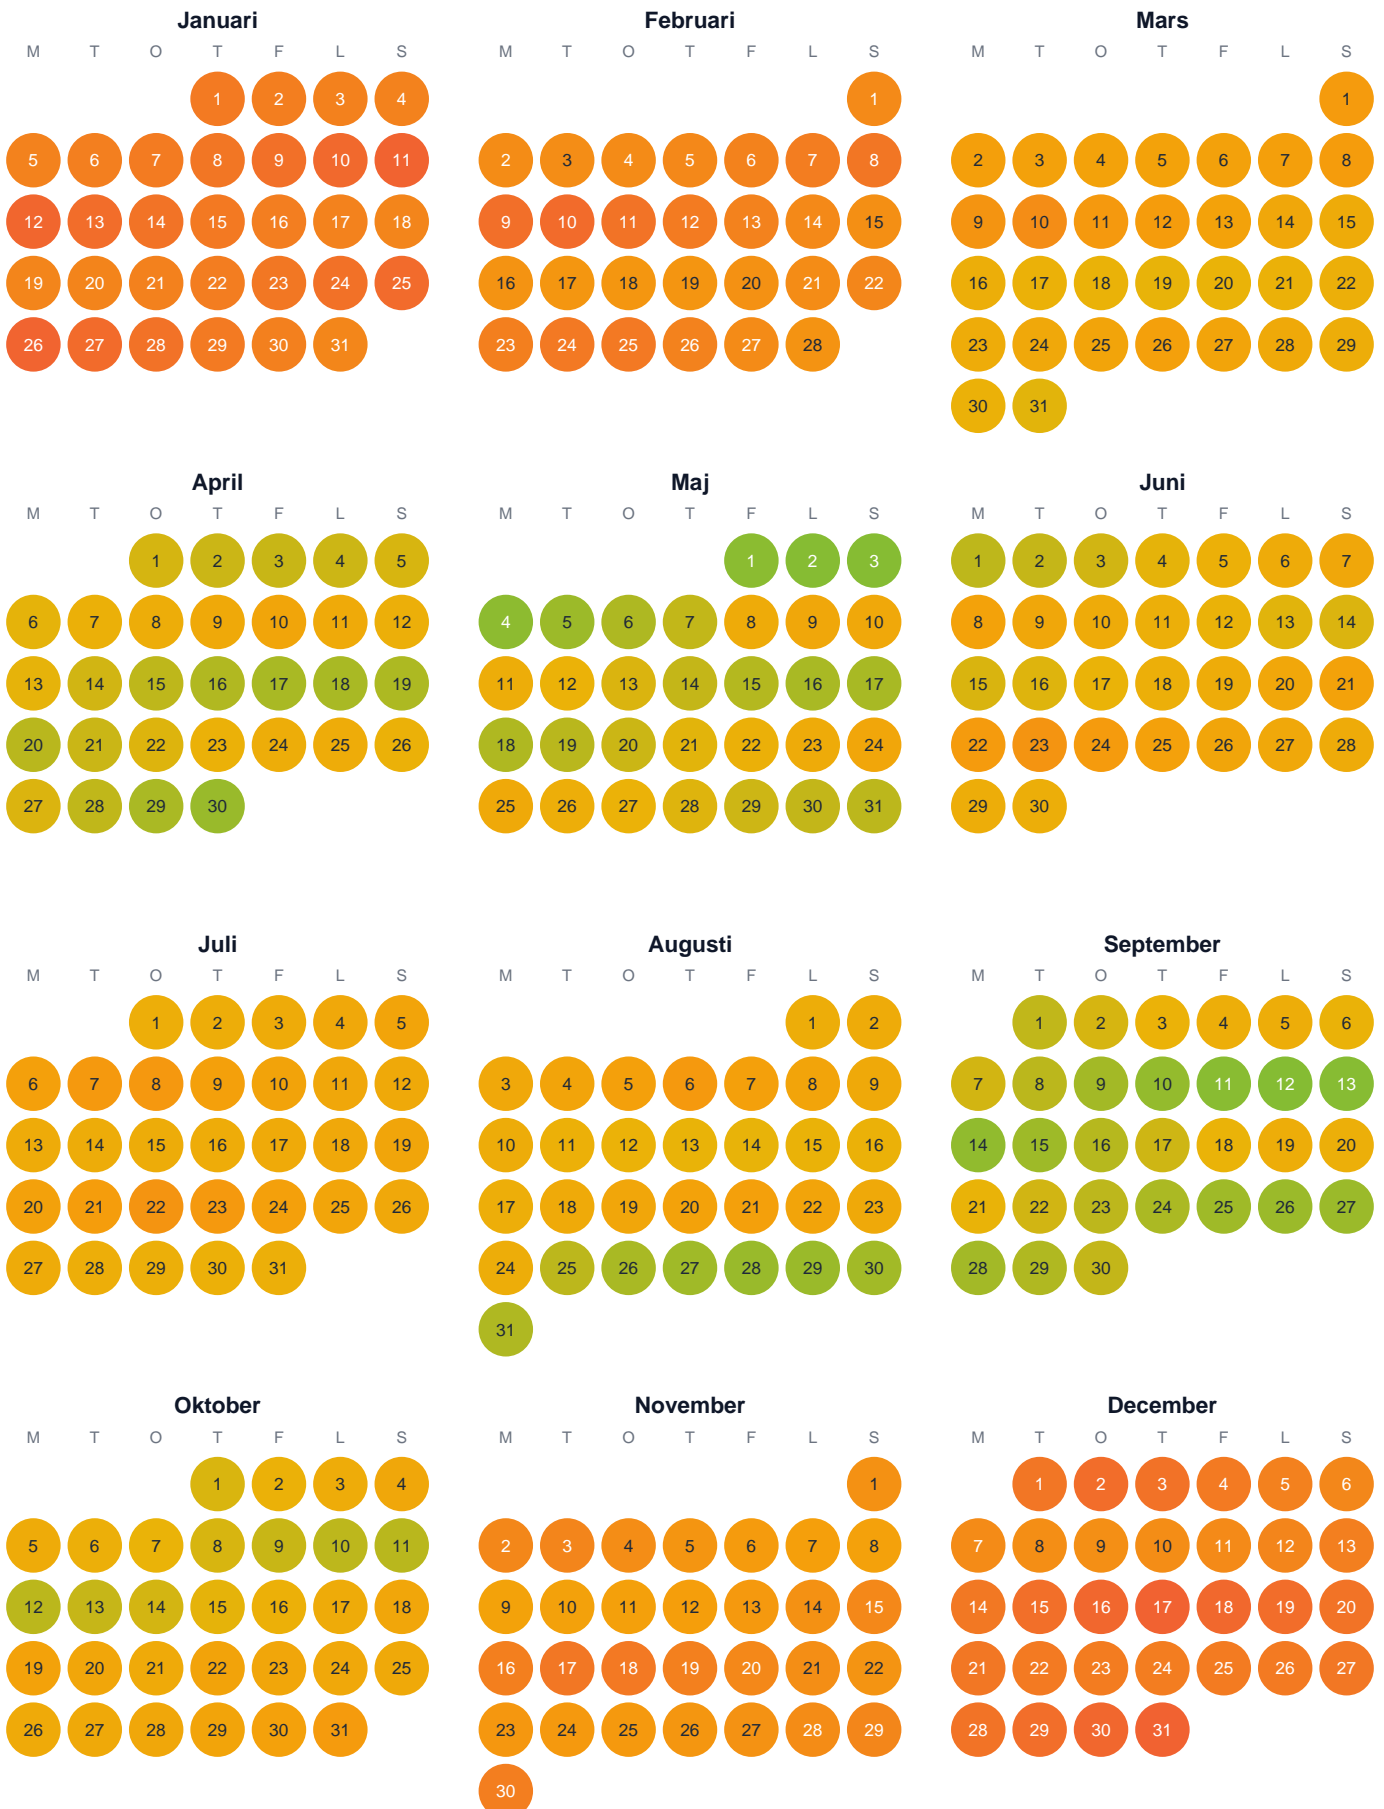 Januari Februari Mars
M T O T F L S M T O T F L S M T O T F L S
1 2 3 4 1 1
5 6 7 8 9 10 11 2 3 4 5 6 7 8 2 3 4 5 6 7 8
12 13 14 15 16 17 18 9 10 11 12 13 14 15 9 10 11 12 13 14 15
19 20 21 22 23 24 25 16 17 18 19 20 21 22 16 17 18 19 20 21 22
26 27 28 29 30 31 23 24 25 26 27 28 23 24 25 26 27 28 29
30 31
April Maj Juni
M T O T F L S M T O T F L S M T O T F L S
1 2 3 4 5 1 2 3 1 2 3 4 5 6 7
6 7 8 9 10 11 12 4 5 6 7 8 9 10 8 9 10 11 12 13 14
13 14 15 16 17 18 19 11 12 13 14 15 16 17 15 16 17 18 19 20 21
20 21 22 23 24 25 26 18 19 20 21 22 23 24 22 23 24 25 26 27 28
27 28 29 30 25 26 27 28 29 30 31 29 30
Juli Augusti September
M T O T F L S M T O T F L S M T O T F L S
1 2 3 4 5 1 2 1 2 3 4 5 6
6 7 8 9 10 11 12 3 4 5 6 7 8 9 7 8 9 10 11 12 13
13 14 15 16 17 18 19 10 11 12 13 14 15 16 14 15 16 17 18 19 20
20 21 22 23 24 25 26 17 18 19 20 21 22 23 21 22 23 24 25 26 27
27 28 29 30 31 24 25 26 27 28 29 30 28 29 30
31
Oktober November December
M T O T F L S M T O T F L S M T O T F L S
1 2 3 4 1 1 2 3 4 5 6
5 6 7 8 9 10 11 2 3 4 5 6 7 8 7 8 9 10 11 12 13
12 13 14 15 16 17 18 9 10 11 12 13 14 15 14 15 16 17 18 19 20
19 20 21 22 23 24 25 16 17 18 19 20 21 22 21 22 23 24 25 26 27
26 27 28 29 30 31 23 24 25 26 27 28 29 28 29 30 31
30